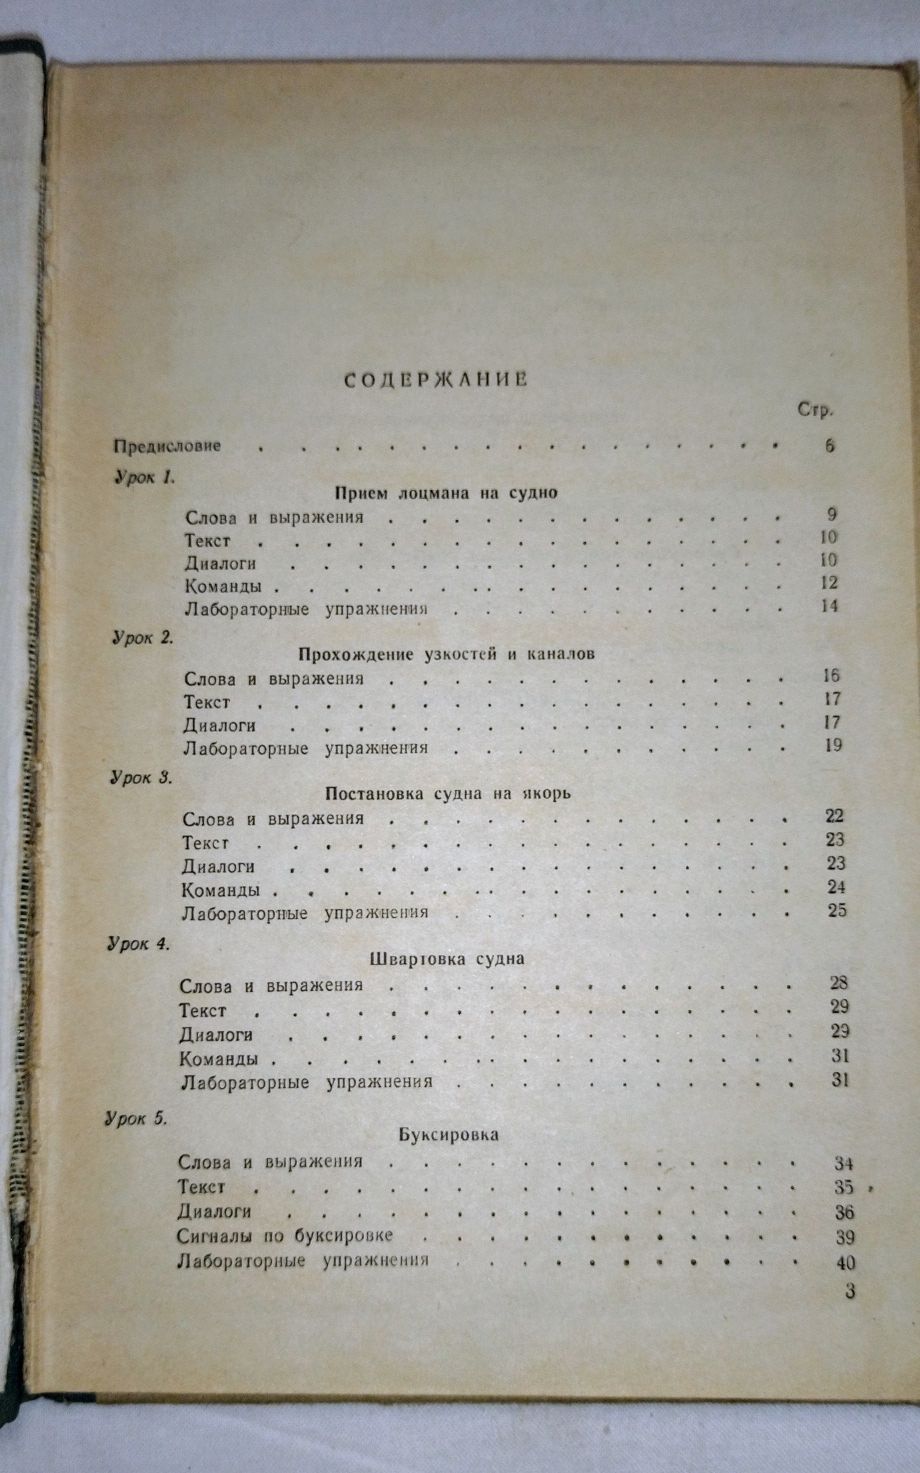 СОДЕРЖАНИЕ
Стр.
Предисловие . . . . . . . . . . . . . . . . . 6
Урок 1.
Прием лоцмана на судно
Слова и выражения . . . . . . . . . . . . . 9
Текст . . . . . . . . . . . . . . . . . 10
Диалоги . . . . . . . . . . . . . . . . 10
Команды . . . . . . . . . . . . . . . . 12
Лабораторные упражнения . . . . . . . . . . . 14
Урок 2.
Прохождение узкостей и каналов
Слова и выражения . . . . . . . . . . . . . 16
Текст . . . . . . . . . . . . . . . . . 17
Диалоги . . . . . . . . . . . . . . . . 17
Лабораторные упражнения . . . . . . . . . . . 19
Урок 3.
Постановка судна на якорь
Слова и выражения . . . . . . . . . . . . . 22
Текст . . . . . . . . . . . . . . . . . 23
Диалоги . . . . . . . . . . . . . . . . 23
Команды . . . . . . . . . . . . . . . . 24
Лабораторные упражнения . . . . . . . . . . . 25
Урок 4.
Швартовка судна
Слова и выражения . . . . . . . . . . . . . 28
Текст . . . . . . . . . . . . . . . . . 29
Диалоги . . . . . . . . . . . . . . . . 29
Команды . . . . . . . . . . . . . . . . 31
Лабораторные упражнения . . . . . . . . . . . 31
Урок 5.
Буксировка
Слова и выражения . . . . . . . . . . . . . 34
Текст . . . . . . . . . . . . . . . . . 35
Диалоги . . . . . . . . . . . . . . . . 36
Сигналы по буксировке . . . . . . . . . . . . 39
Лабораторные упражнения . . . . . . . . . . . 40
3